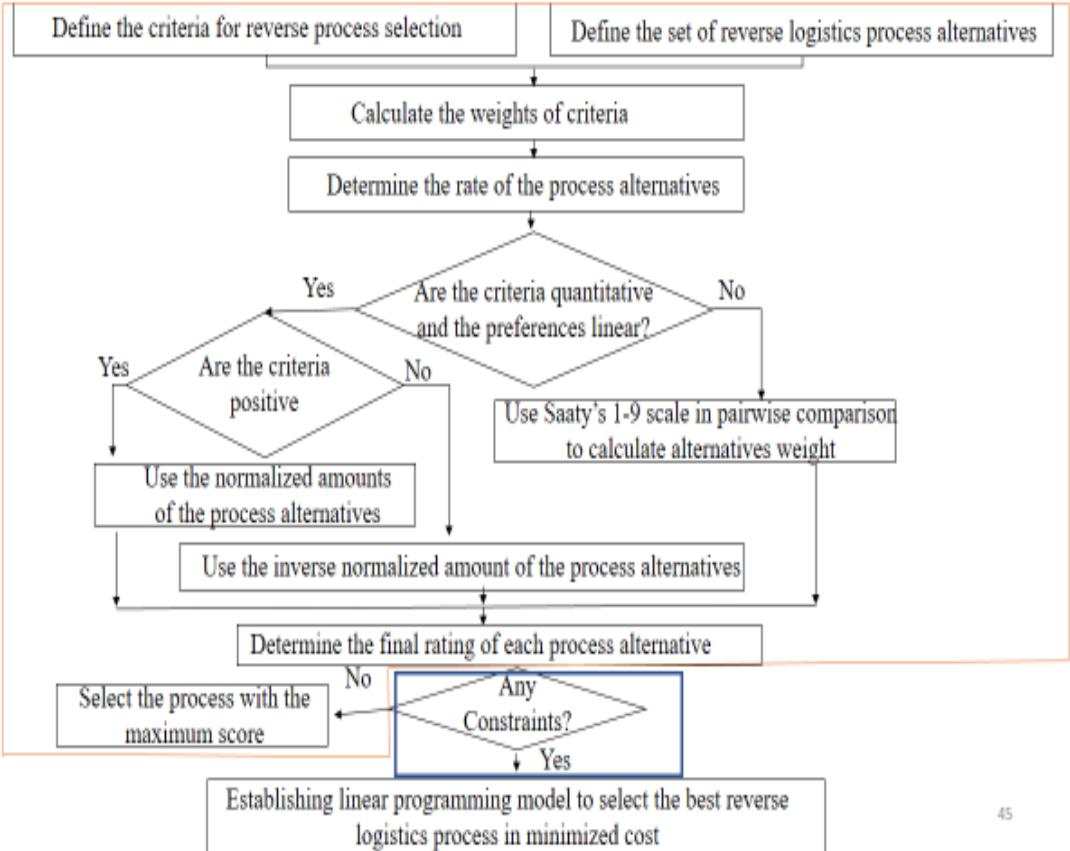 Define the criteria for reverse process selection
Define the set of reverse logistics process alternatives
Calculate the weights of criteria
Determine the rate of the process alternatives
Are the criteria quantitative
and the preferences linear?
Yes
No
Are the criteria
positive
Yes
No
Use Saaty's 1-9 scale in pairwise comparison
to calculate alternatives weight
Use the normalized amounts
of the process alternatives
Use the inverse normalized amount of the process alternatives
Determine the final rating of each process alternative
Any
Constraints?
No
Select the process with the
maximum score
Yes
Establishing linear programming model to select the best reverse
logistics process in minimized cost
45